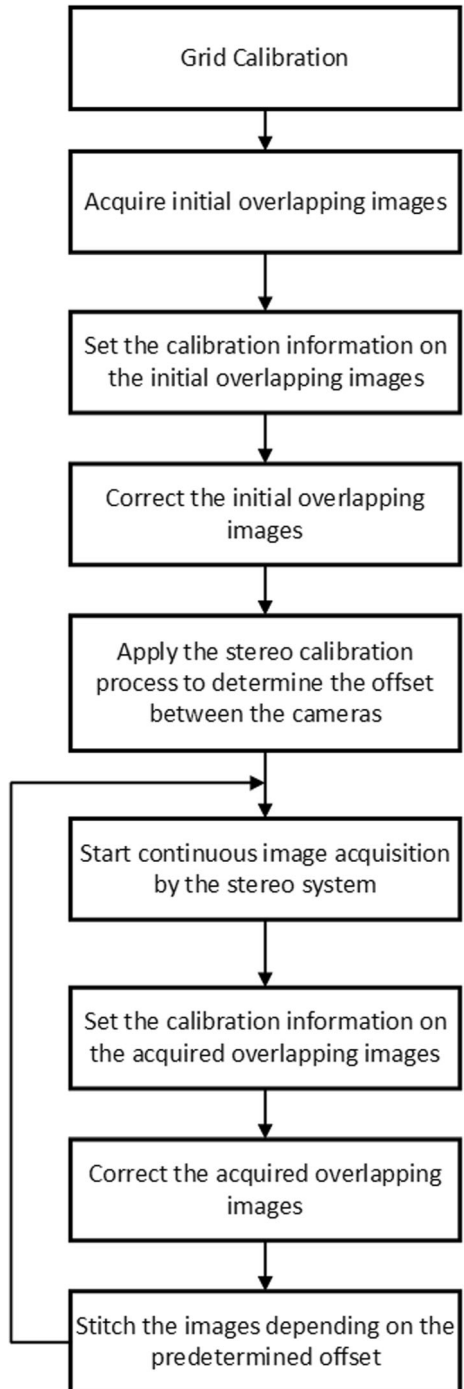 Grid Calibration
Acquire initial overlapping images
Set the calibration information on
the initial overlapping images
Correct the initial overlapping
images
Apply the stereo calibration
process to determine the offset
between the cameras
Start continuous image acquisition
by the stereo system
Set the calibration information on
the acquired overlapping images
Correct the acquired overlapping
images
Stitch the images depending on the
predetermined offset